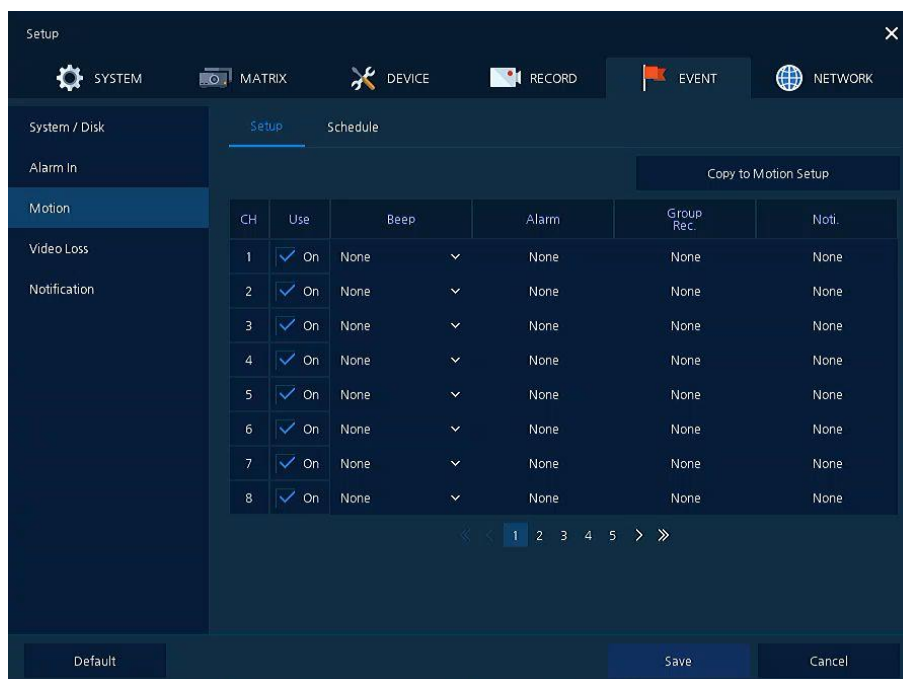 Setup
SYSTEM MATRIX DEVICE RECORD EVENT NETWORK
System / Disk
Alarm In
Motion
Video Loss
Notification
Setup Schedule
Copy to Motion Setup
CH Use Beep Alarm Group Rec. Noti.
1 On None None None None
2 On None None None None
3 On None None None None
4 On None None None None
5 On None None None None
6 On None None None None
7 On None None None None
8 On None None None None
1 2 3 4 5
Default Save Cancel